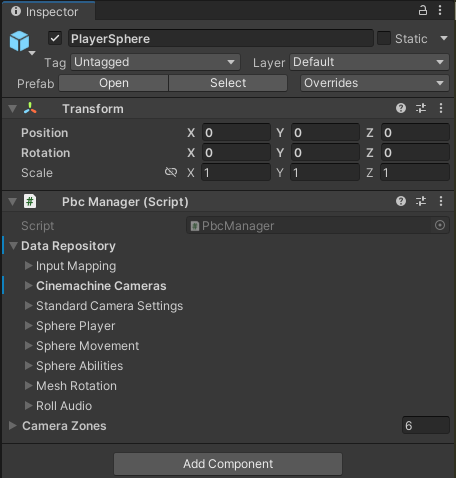 Inspector
PlayerSphere
Static
Tag Untagged Layer Default
Prefab Open Select Overrides
Transform
Position X 0 Y 0 Z 0
Rotation X 0 Y 0 Z 0
Scale X 1 Y 1 Z 1
# Pbc Manager (Script)
Script # PbcManager
Data Repository
Input Mapping
Cinemachine Cameras
Standard Camera Settings
Sphere Player
Sphere Movement
Sphere Abilities
Mesh Rotation
Roll Audio
Camera Zones 6
Add Component